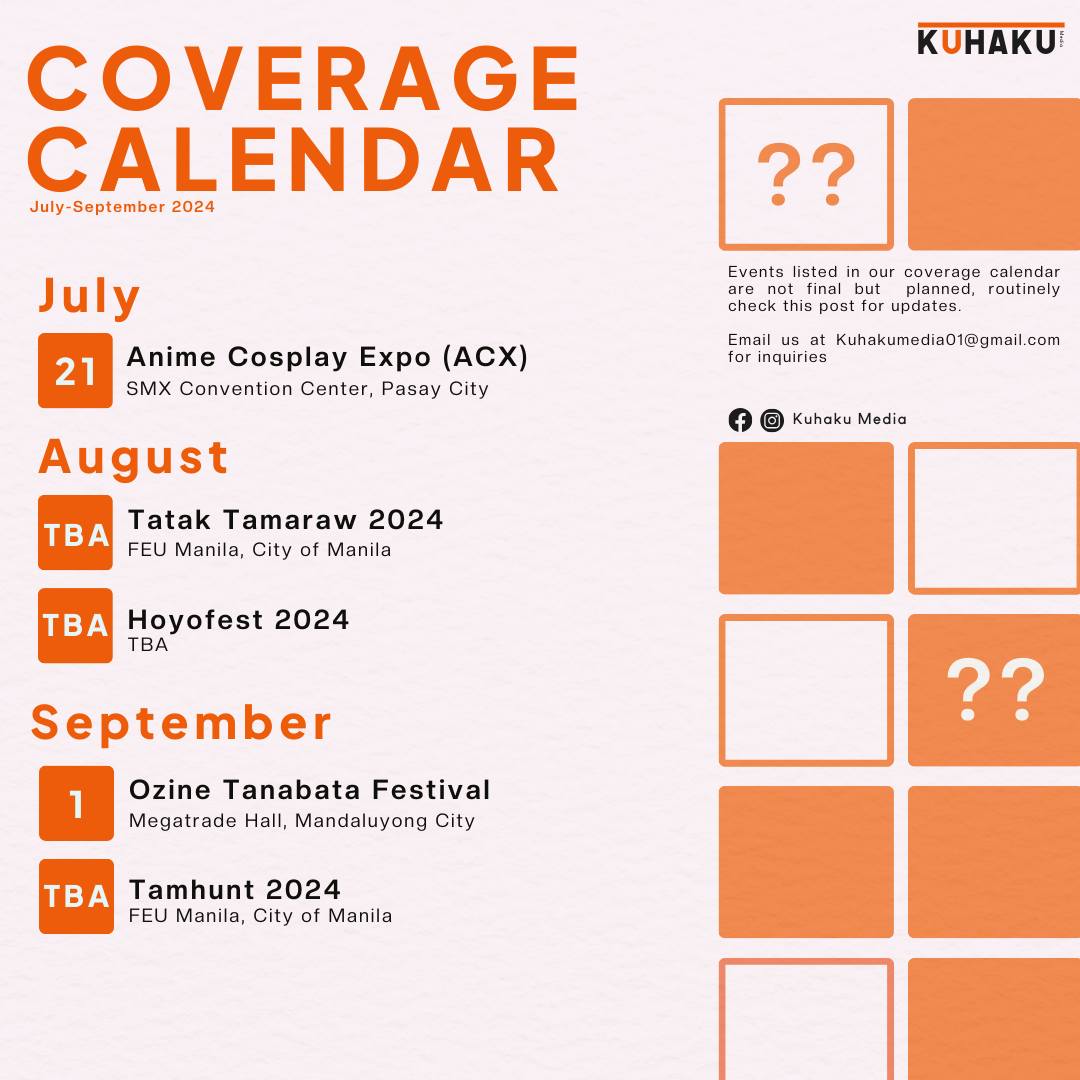 COVERAGE
CALENDAR
July-September 2024
July
21
Anime Cosplay Expo (ACX)
SMX Convention Center, Pasay City
August
TBA
Tatak Tamaraw 2024
FEU Manila, City of Manila
TBA
Hoyofest 2024
TBA
September
1
Ozine Tanabata Festival
Megatrade Hall, Mandaluyong City
TBA
Tamhunt 2024
FEU Manila, City of Manila
KUHAKU
Media
??
Events listed in our coverage calendar
are not final but planned, routinely
check this post for updates.
Email us at Kuhakumedia01@gmail.com
for inquiries
Kuhaku Media
??